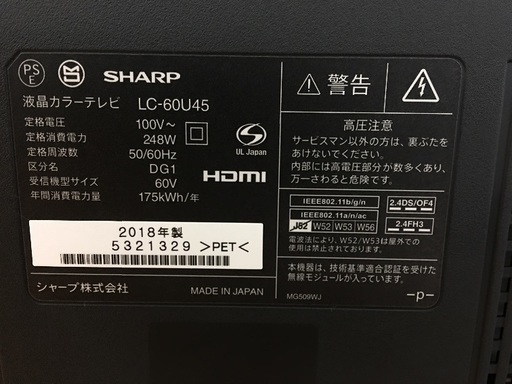 PS
E
SHARP
液晶カラーテレビ LC-60U45
定格電圧 100V~
定格消費電力 248W
定格周波数 50/60Hz
区分名 DG1
受信機型サイズ 60V
年間消費電力量 175kWh/年
UL Japan
HDMI
2018年製
5321329 >PET<
シャープ株式会社 MADE IN JAPAN
警告
高圧注意
サービスマン以外の方は、裏ぶたを
あけないでください。
内部には高電圧部分が数多くあり、
万一さわると危険です。
IEEE802.11b/g/n 2.4DS/OF4
IEEE802.11a/n/ac 2.4FH3
J52 W52 W53 W56
電波法により、W52/W53は屋外での
使用は禁止されています。
本機器は、技術基準適合認証を受けた
無線モジュールが入っています。
MG509WJ -p-